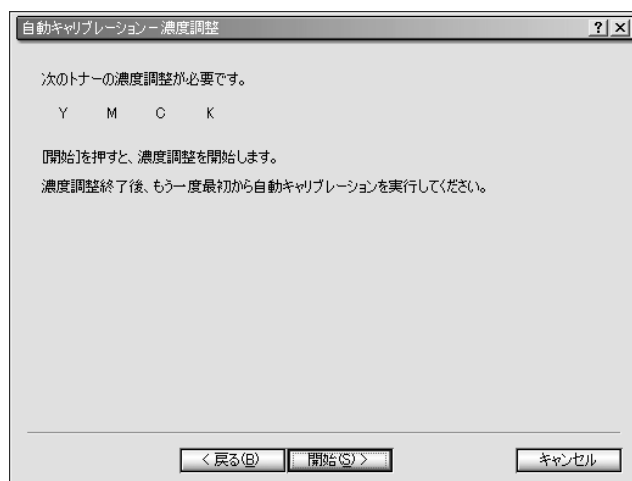 自動キャリブレーション－濃度調整
次のトナーの濃度調整が必要です。
Y M C K
[開始]を押すと、濃度調整を開始します。
濃度調整終了後、もう一度最初から自動キャリブレーションを実行してください。
< 戻る(B) 開始(S) > キャンセル